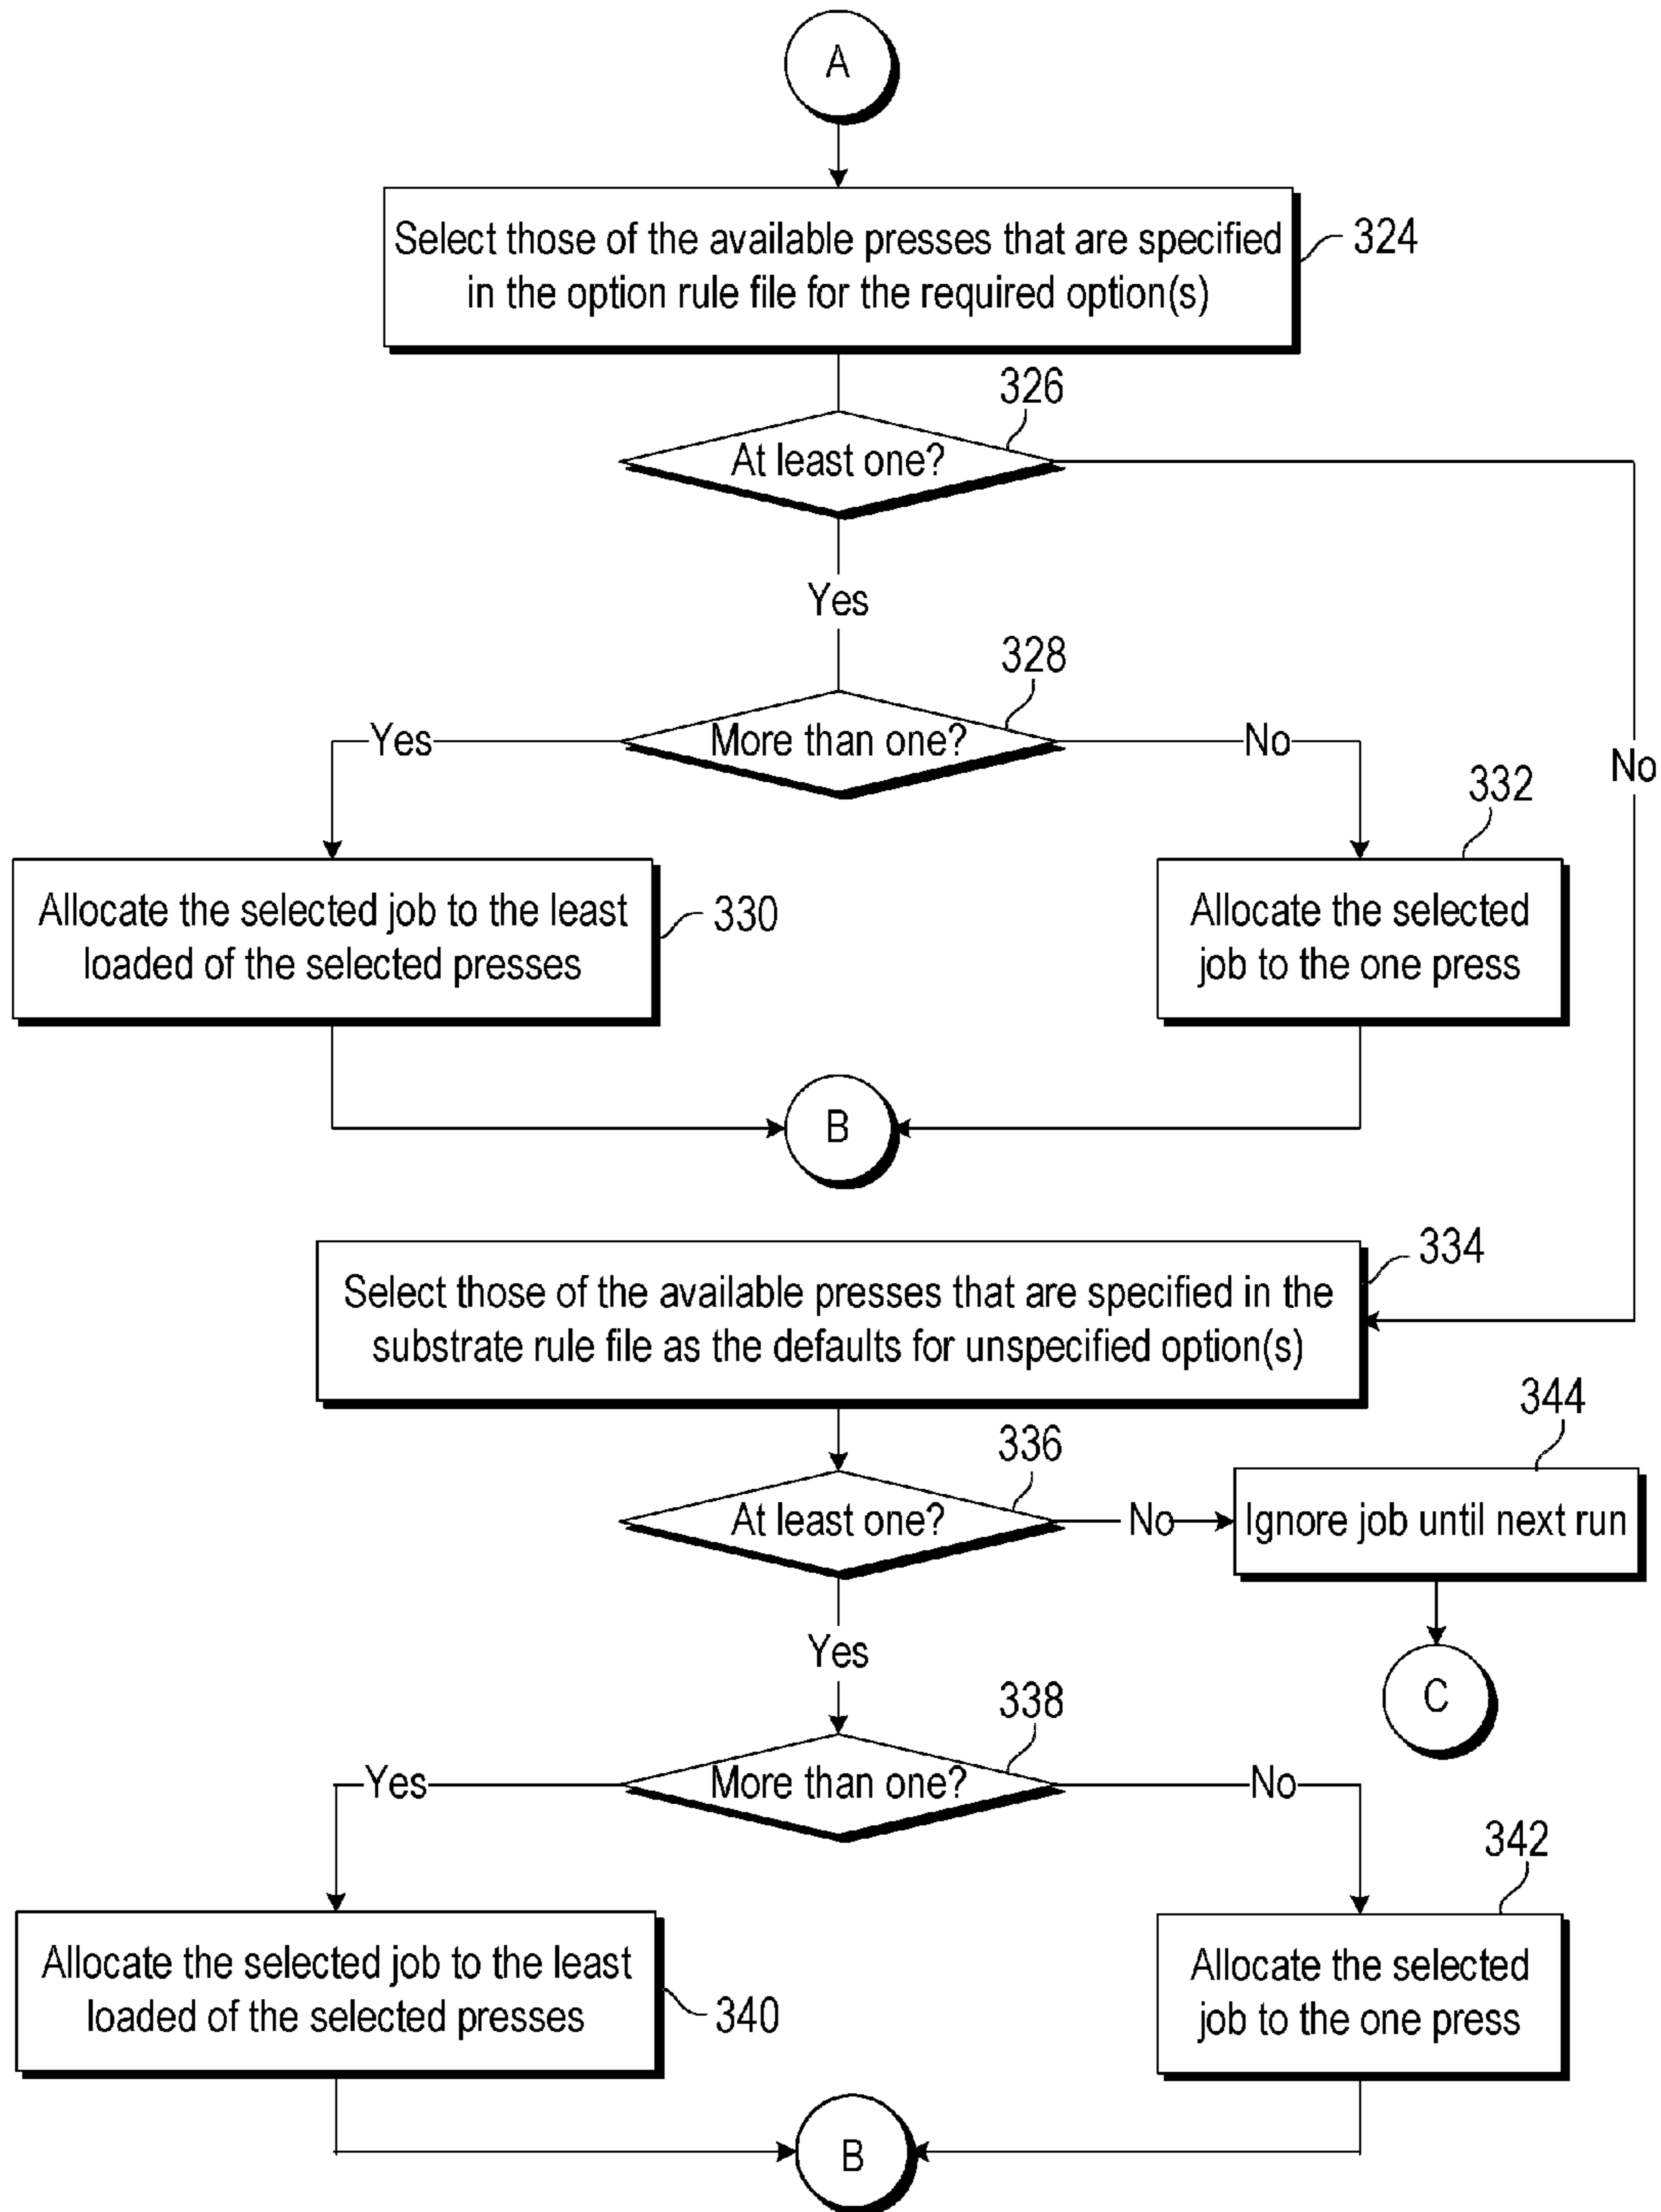 A
Select those of the available presses that are specified
in the option rule file for the required option(s)
324
326
At least one?
Yes
328
Yes
More than one?
No
No
332
Allocate the selected job to the least
loaded of the selected presses
330
Allocate the selected
job to the one press
B
334
Select those of the available presses that are specified in the
substrate rule file as the defaults for unspecified option(s)
344
336
At least one?
No
Ignore job until next run
Yes
C
338
Yes
More than one?
No
342
Allocate the selected job to the least
loaded of the selected presses
340
Allocate the selected
job to the one press
B